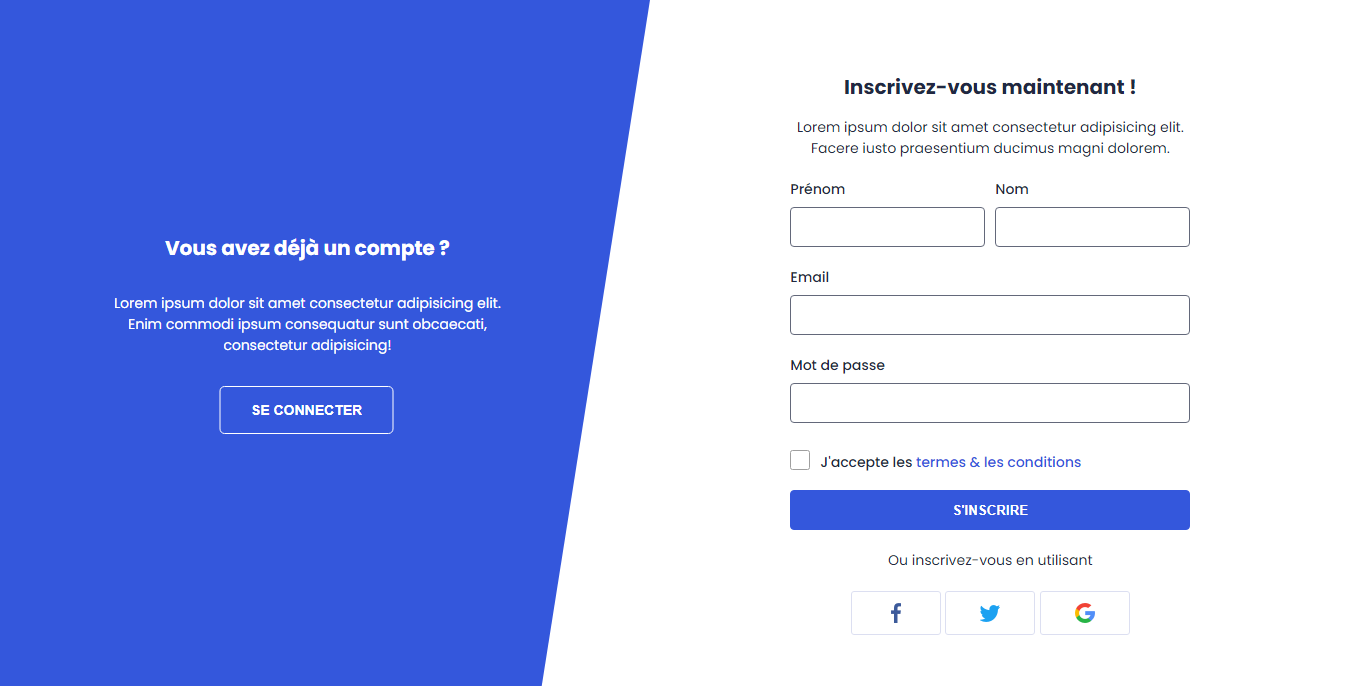 Vous avez déjà un compte ?
Lorem ipsum dolor sit amet consectetur adipisicing elit.
Enim commodi ipsum consequatur sunt obcaecati,
consectetur adipisicing!
SE CONNECTER
Inscrivez-vous maintenant !
Lorem ipsum dolor sit amet consectetur adipisicing elit.
Facere iusto praesentium ducimus magni dolorem.
Prénom Nom
Email
Mot de passe
J'accepte les termes & les conditions
S'INSCRIRE
Ou inscrivez-vous en utilisant